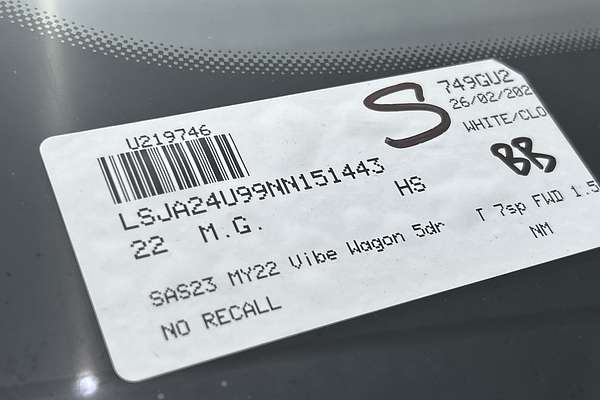 U219746
S
749GU2
26/02/202
WHITE/CLO
LSJA24U99NN151443
BB
22 M.G. HS
SAS23 MY22 Vibe Wagon 5dr T 7sp FWD 1.5
NM
NO RECALL